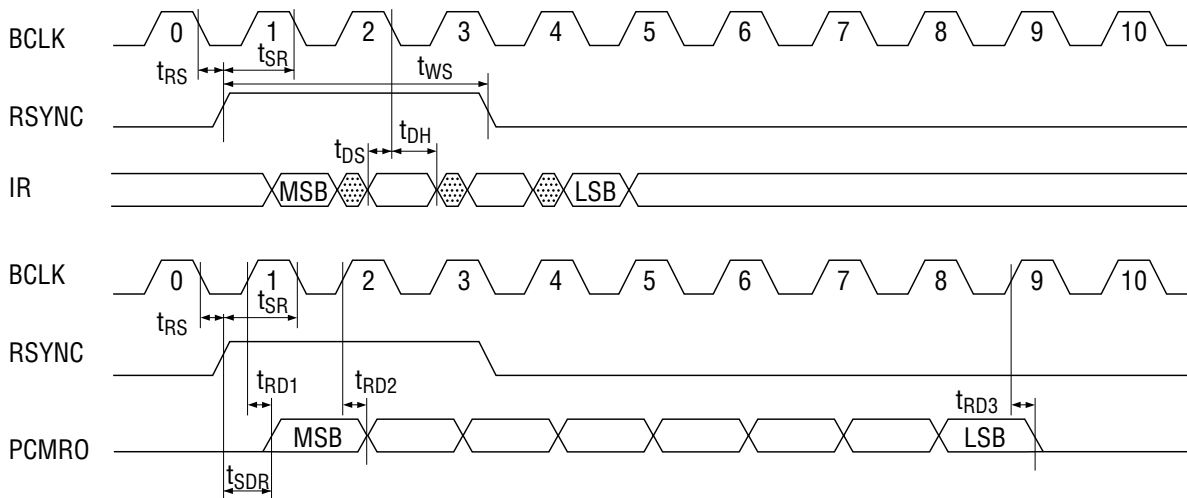 BCLK 0 1 2 3 4 5 6 7 8 9 10
tRS tSR tWS
RSYNC
tDS tDH
IR MSB LSB
BCLK 0 1 2 3 4 5 6 7 8 9 10
tRS tSR
RSYNC
tRD1 tRD2 tRD3
PCMRO MSB LSB
tSDR